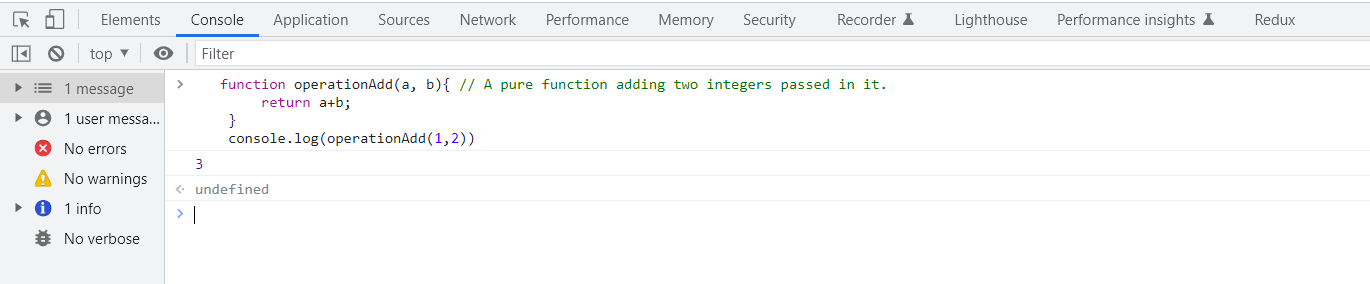 Elements Console Application Sources Network Performance Memory Security Recorder Lighthouse Performance insights Redux
top Filter
1 message
1 user messa...
No errors
No warnings
1 info
No verbose
function operationAdd(a, b){ // A pure function adding two integers passed in it.
return a+b;
}
console.log(operationAdd(1,2))
3
undefined